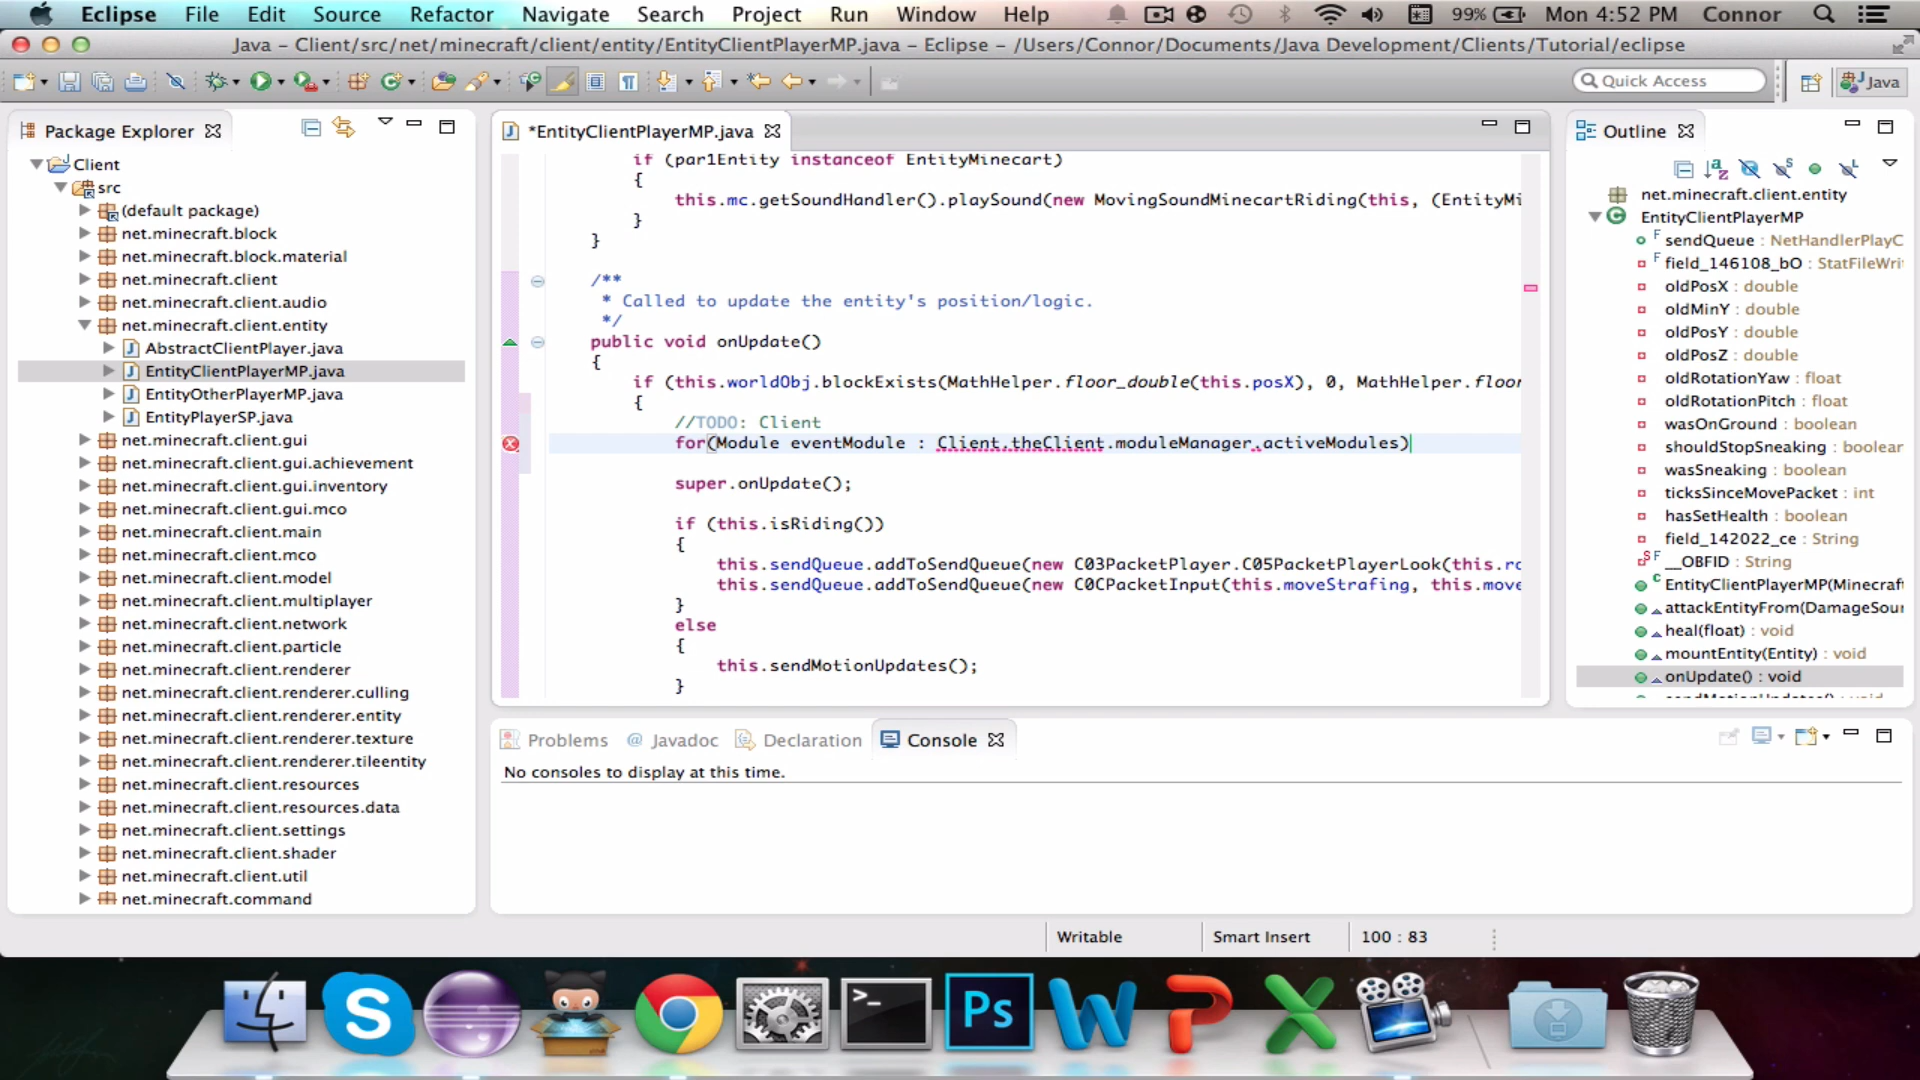 Eclipse File Edit Source Refactor Navigate Search Project Run Window Help 99% Mon 4:52 PM Connor
Java – Client/src/net/minecraft/client/entity/EntityClientPlayerMP.java – Eclipse – /Users/Connor/Documents/Java Development/Clients/Tutorial/eclipse
Quick Access
Java
Package Explorer
Client
src
(default package)
net.minecraft.block
net.minecraft.block.material
net.minecraft.client
net.minecraft.client.audio
net.minecraft.client.entity
AbstractClientPlayer.java
EntityClientPlayerMP.java
EntityOtherPlayerMP.java
EntityPlayerSP.java
net.minecraft.client.gui
net.minecraft.client.gui.achievement
net.minecraft.client.gui.inventory
net.minecraft.client.gui.mco
net.minecraft.client.main
net.minecraft.client.mco
net.minecraft.client.model
net.minecraft.client.multiplayer
net.minecraft.client.network
net.minecraft.client.particle
net.minecraft.client.renderer
net.minecraft.client.renderer.culling
net.minecraft.client.renderer.entity
net.minecraft.client.renderer.texture
net.minecraft.client.renderer.tileentity
net.minecraft.client.resources
net.minecraft.client.resources.data
net.minecraft.client.settings
net.minecraft.client.shader
net.minecraft.client.util
net.minecraft.command
*EntityClientPlayerMP.java
if (par1Entity instanceof EntityMinecart)
{
this.mc.getSoundHandler().playSound(new MovingSoundMinecartRiding(this, (EntityMi
}
}
/**
* Called to update the entity's position/logic.
*/
public void onUpdate()
{
if (this.worldObj.blockExists(MathHelper.floor_double(this.posX), 0, MathHelper.floor
{
//TODO: Client
for(Module eventModule : Client.theClient.moduleManager.activeModules)
super.onUpdate();
if (this.isRiding())
{
this.sendQueue.addToSendQueue(new C03PacketPlayer.C05PacketPlayerLook(this.ro
this.sendQueue.addToSendQueue(new C0CPacketInput(this.moveStrafing, this.move
}
else
{
this.sendMotionUpdates();
}
Outline
net.minecraft.client.entity
EntityClientPlayerMP
sendQueue : NetHandlerPlayC
field_146108_bO : StatFileWri
oldPosX : double
oldMinY : double
oldPosY : double
oldPosZ : double
oldRotationYaw : float
oldRotationPitch : float
wasOnGround : boolean
shouldStopSneaking : boolear
wasSneaking : boolean
ticksSinceMovePacket : int
hasSetHealth : boolean
field_142022_ce : String
__OBFID : String
EntityClientPlayerMP(Minecraft
attackEntityFrom(DamageSour
heal(float) : void
mountEntity(Entity) : void
onUpdate() : void
Problems Javadoc Declaration Console
No consoles to display at this time.
Writable Smart Insert 100 : 83
Ps